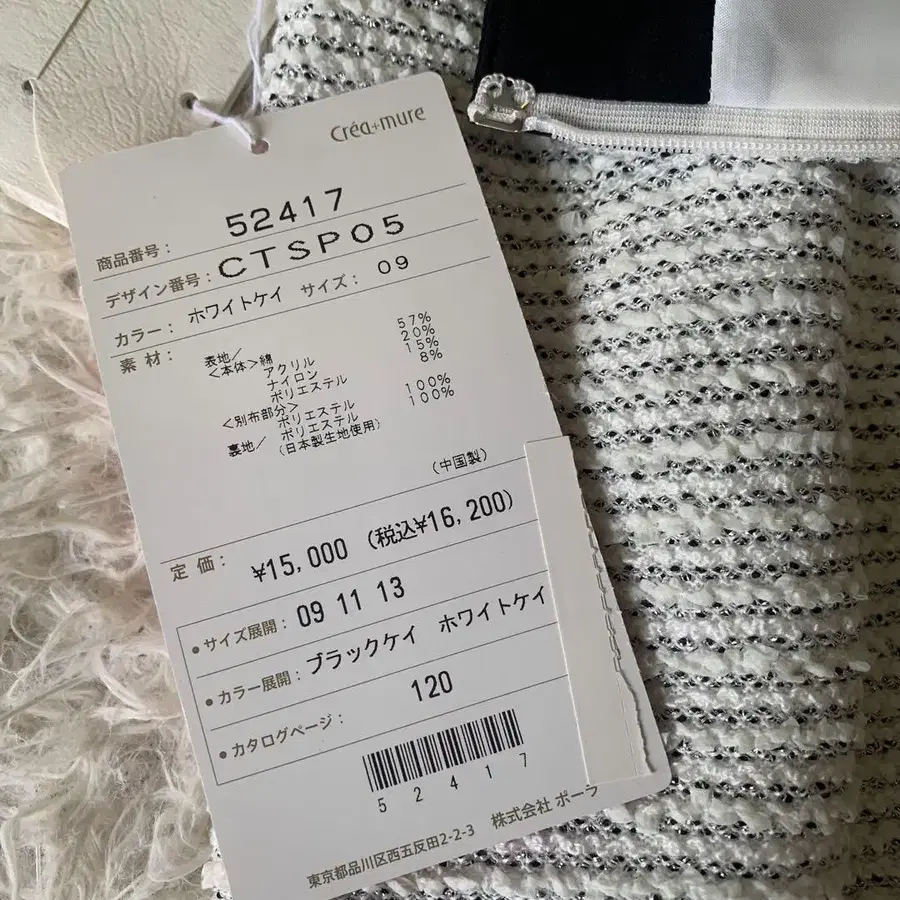 Créa+mure
商品番号： 52417
デザイン番号： CTSP05
カラー： ホワイトケイ サイズ： 09
素材： 表地／
＜本体＞綿 57%
アクリル 20%
ナイロン 15%
ポリエステル 8%
＜別布部分＞
ポリエステル 100%
裏地／ ポリエステル 100%
（日本製生地使用）
（中国製）
定価： ¥15,000 (税込¥16,200)
●サイズ展開： 09 11 13
●カラー展開： ブラックケイ ホワイトケイ
●カタログページ： 120
52417
株式会社 ポーラ
東京都品川区西五反田2-2-3